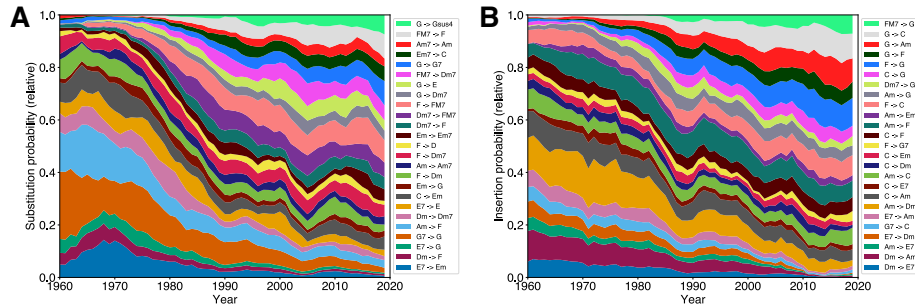 A
Substitution probability (relative)
1.0
0.8
0.6
0.4
0.2
0.0
1960
1970
1980
1990
2000
2010
2020
Year
G -> Gsus4
FM7 -> F
Am7 -> Am
Em7 -> C
G -> G7
FM7 -> Dm7
G -> E
G -> Dm7
F -> FM7
Dm7 -> FM7
Dm7 -> F
Em -> Em7
F -> D
F -> Dm7
Am -> Am7
F -> Dm
Em -> G
C -> Em
E7 -> E
Dm -> Dm7
Am -> F
G7 -> G
E7 -> G
Dm -> F
E7 -> Em
B
Insertion probability (relative)
1.0
0.8
0.6
0.4
0.2
0.0
1960
1970
1980
1990
2000
2010
2020
Year
FM7 -> G
G -> C
G -> Am
G -> F
F -> G
Dm7 -> G
Am -> G
C -> G
F -> C
Am -> Em
Am -> F
C -> F
F -> G7
Em -> Am
C -> Dm
Am -> C
F -> Am
C -> Am
Am -> Dm
E7 -> Am
G7 -> C
E7 -> Dm
Am -> E7
Dm -> Am
Dm -> E7